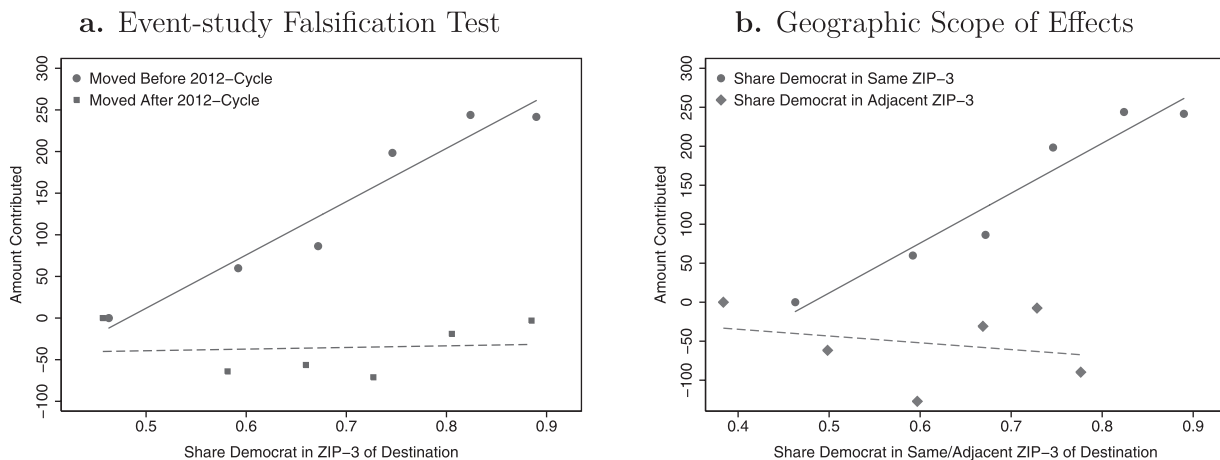 a. Event-study Falsification Test
300
250
200
150
100
50
0
−50
−100
Amount Contributed
Moved Before 2012−Cycle
Moved After 2012−Cycle
0.5 0.6 0.7 0.8 0.9
Share Democrat in ZIP−3 of Destination
b. Geographic Scope of Effects
300
250
200
150
100
50
0
−50
−100
Amount Contributed
Share Democrat in Same ZIP−3
Share Democrat in Adjacent ZIP−3
0.4 0.5 0.6 0.7 0.8 0.9
Share Democrat in Same/Adjacent ZIP−3 of Destination